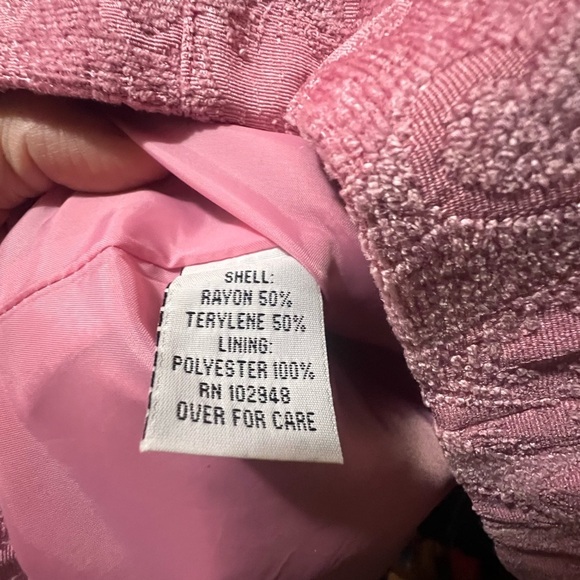 SHELL:
RAYON 50%
TERYLENE 50%
LINING:
POLYESTER 100%
RN 102948
OVER FOR CARE